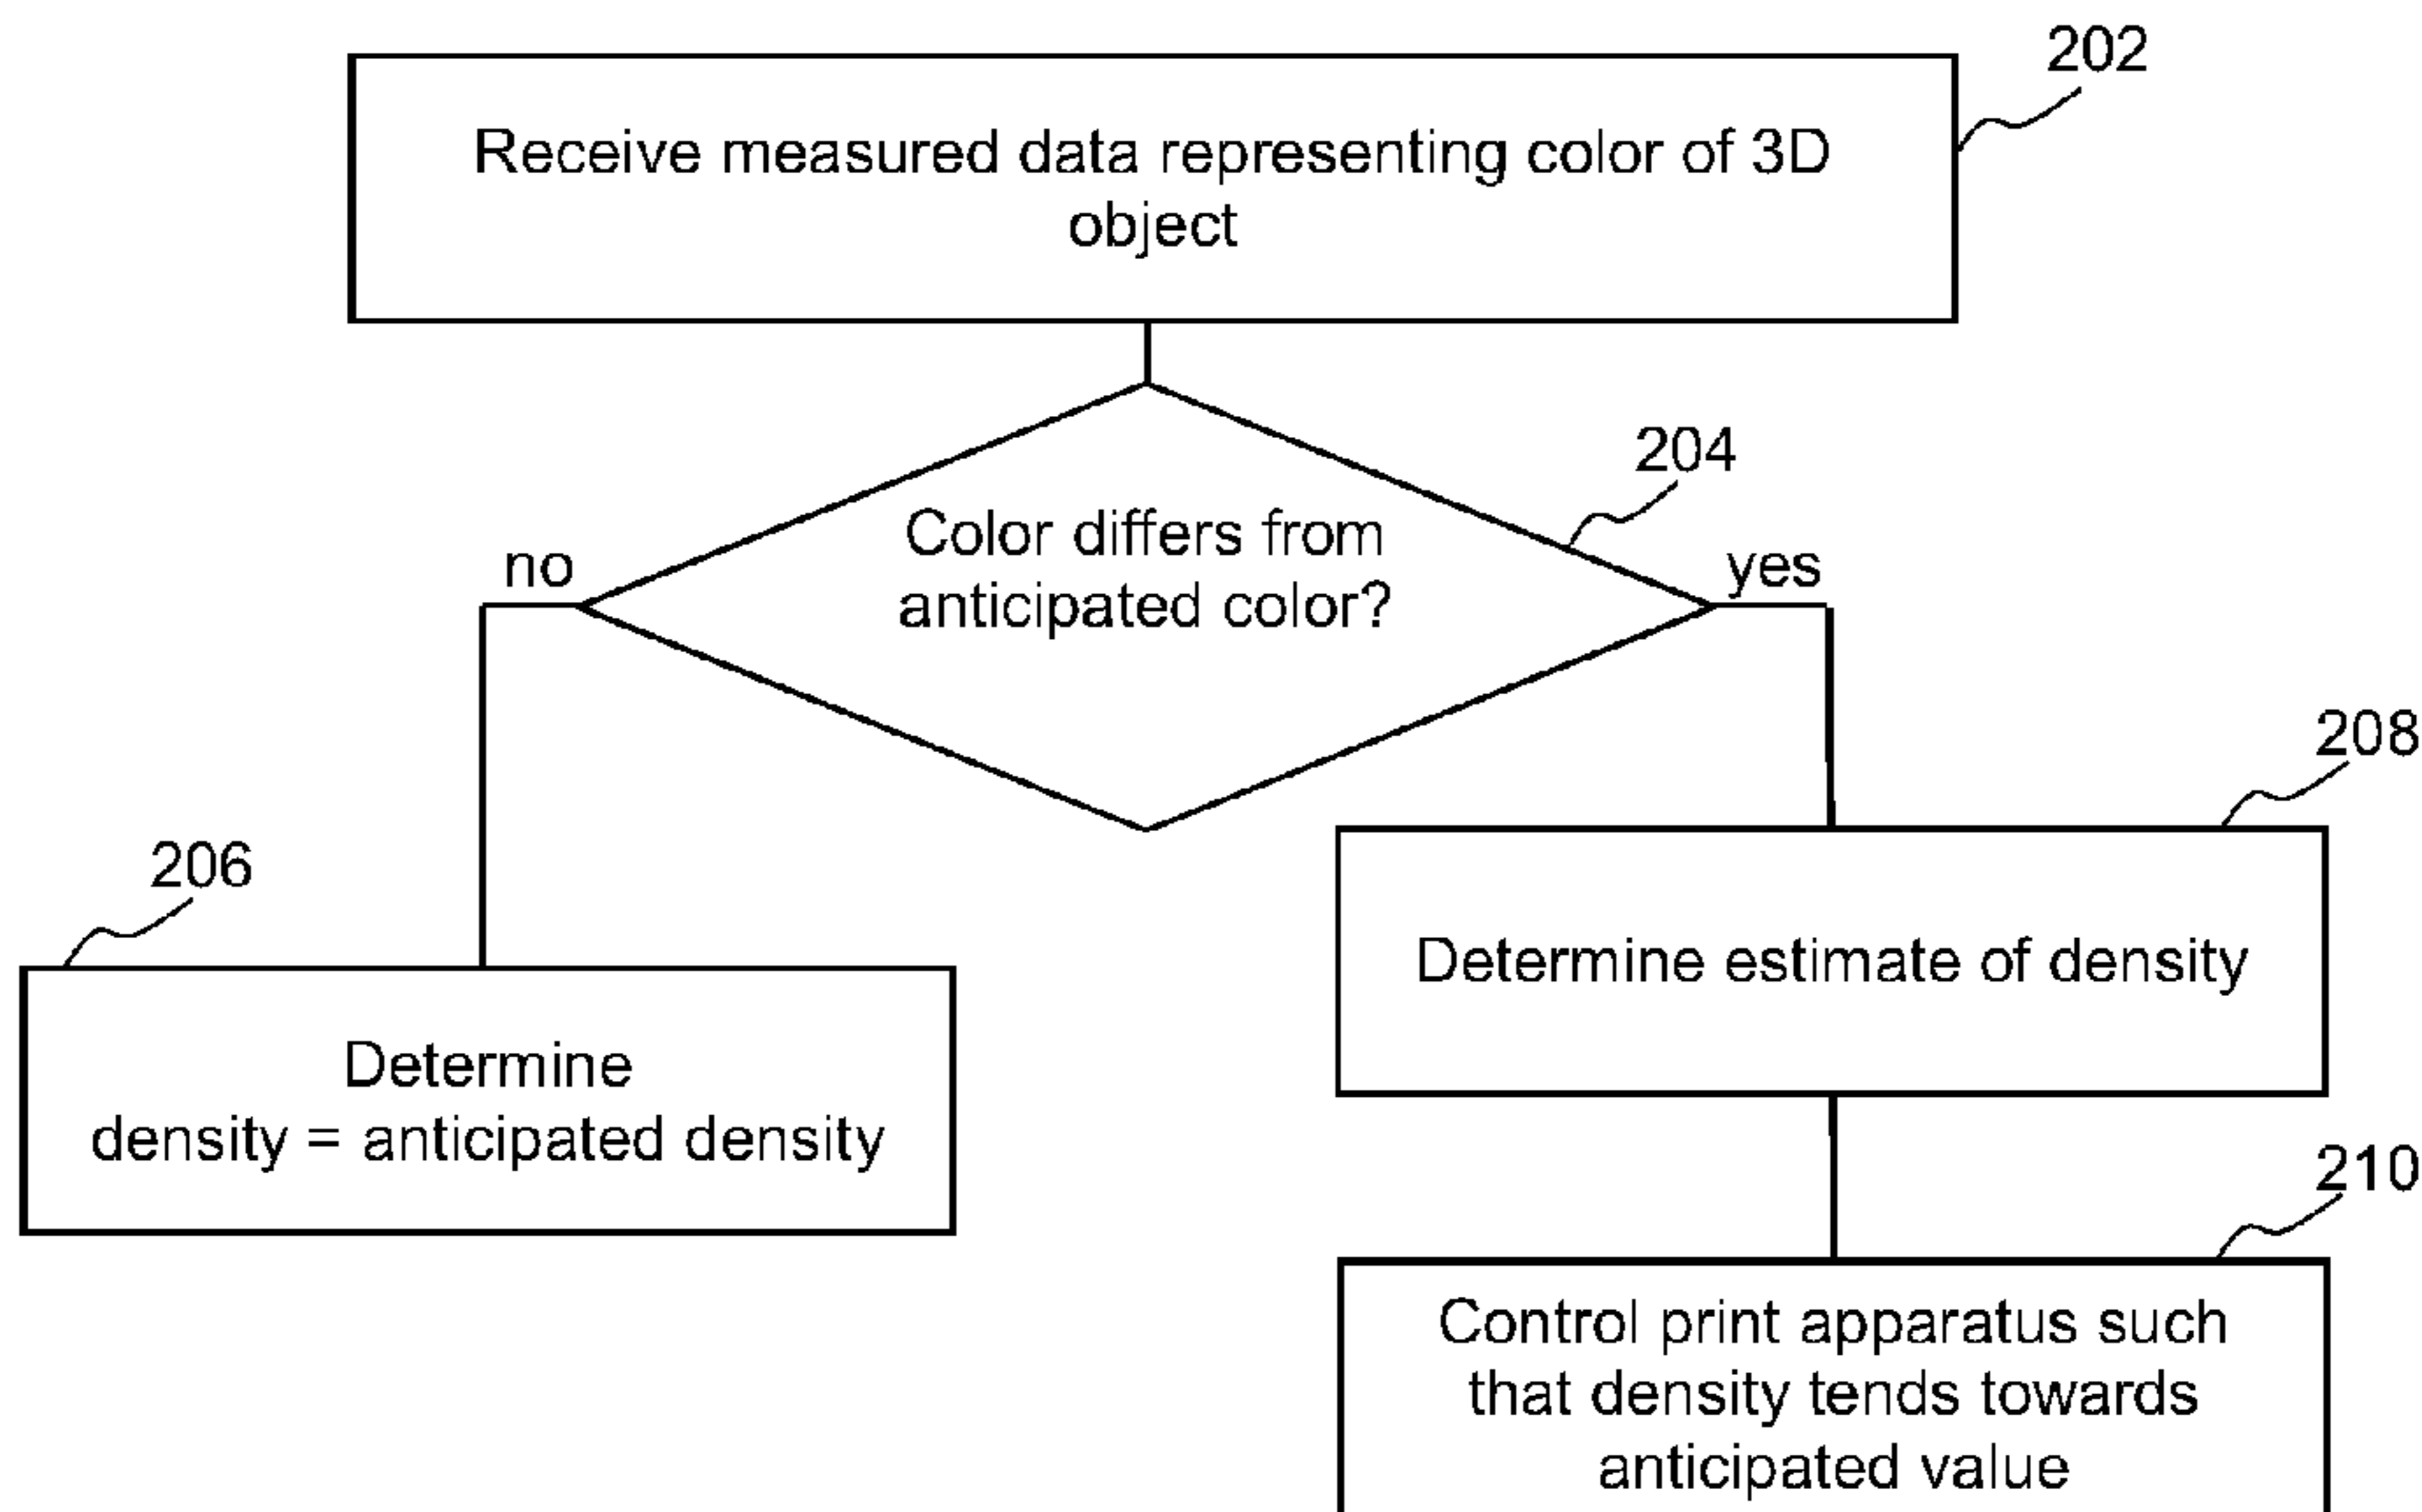 202
Receive measured data representing color of 3D
object
204
Color differs from
anticipated color?
no
yes
206
Determine
density = anticipated density
208
Determine estimate of density
210
Control print apparatus such
that density tends towards
anticipated value